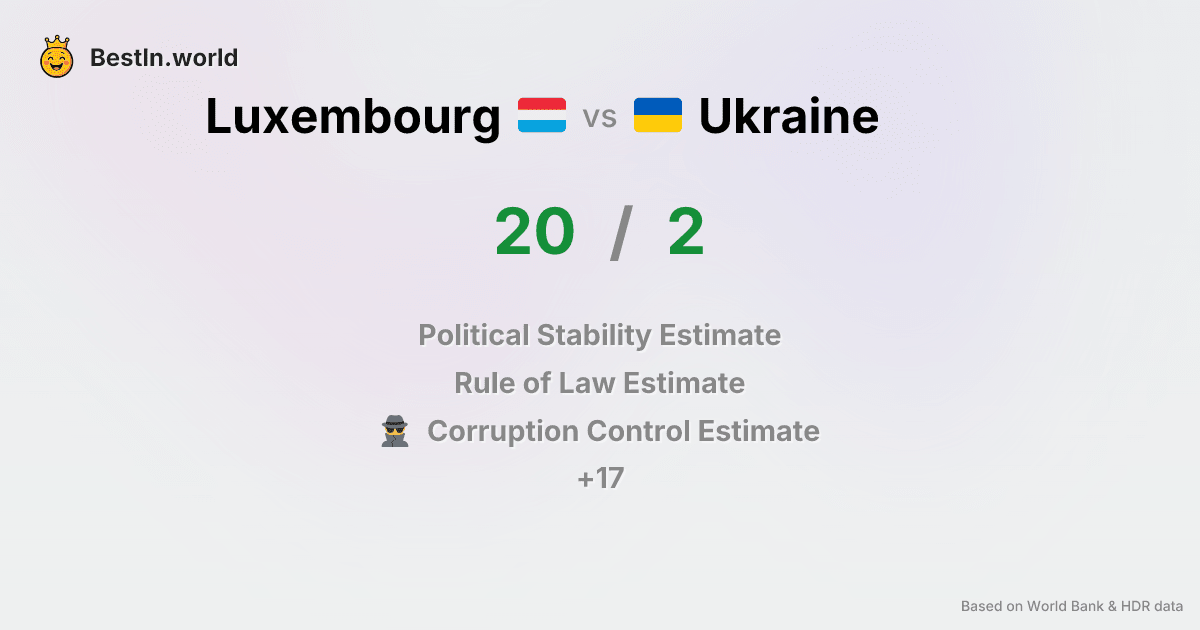 BestIn.world
Luxembourg vs Ukraine
20 / 2
Political Stability Estimate
Rule of Law Estimate
Corruption Control Estimate
+17
Based on World Bank & HDR data